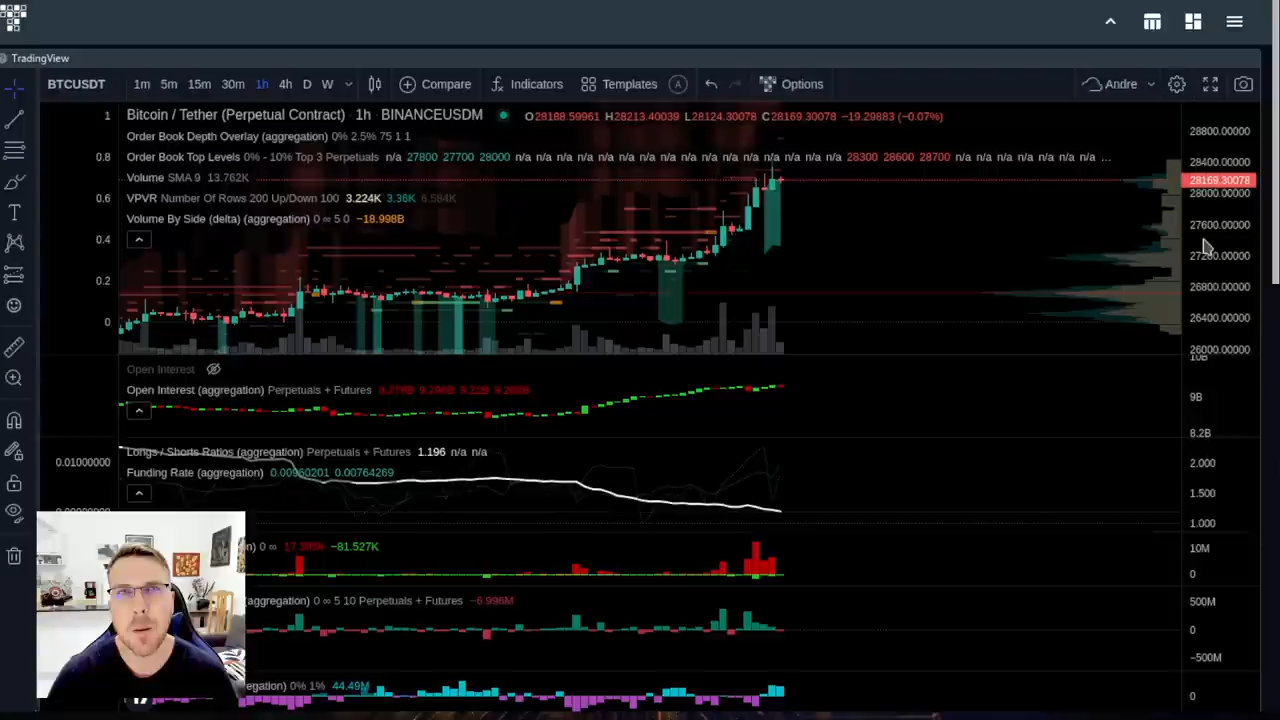 TradingView
BTCUSDT 1m 5m 15m 30m 1h 4h D W Compare Indicators Templates A Options Andre
Bitcoin / Tether (Perpetual Contract) · 1h · BINANCEUSDM O28188.59961 H28213.40039 L28124.30078 C28169.30078 −19.29883 (−0.07%)
Order Book Depth Overlay (aggregation) 0% 2.5% 75 1 1
Order Book Top Levels 0% - 10% Top 3 Perpetuals n/a 27800 27700 28000 n/a n/a n/a n/a n/a n/a n/a n/a n/a n/a n/a n/a 28300 28600 28700 n/a n/a n/a n/a n/a ...
Volume SMA 9 13.762K
VPVR Number Of Rows 200 Up/Down 100 3.224K 3.36K 6.584K
Volume By Side (delta) (aggregation) 0 ∞ 5 0 −18.998B
1
0.8
0.6
0.4
0.2
0
28800.00000
28400.00000
28169.30078
28000.00000
27600.00000
26800.00000
26400.00000
26000.00000
Open Interest
10B
Open Interest (aggregation) Perpetuals + Futures
9B
8.2B
Longs / Shorts Ratios (aggregation) Perpetuals + Futures 1.196 n/a n/a
0.01000000
2.000
Funding Rate (aggregation) 0.00960201 0.00764269
1.500
1.000
0 ∞ −81.527K
10M
0
(aggregation) 0 ∞ 5 10 Perpetuals + Futures −6.996M
500M
0
−500M
0% 1% 44.49M
0